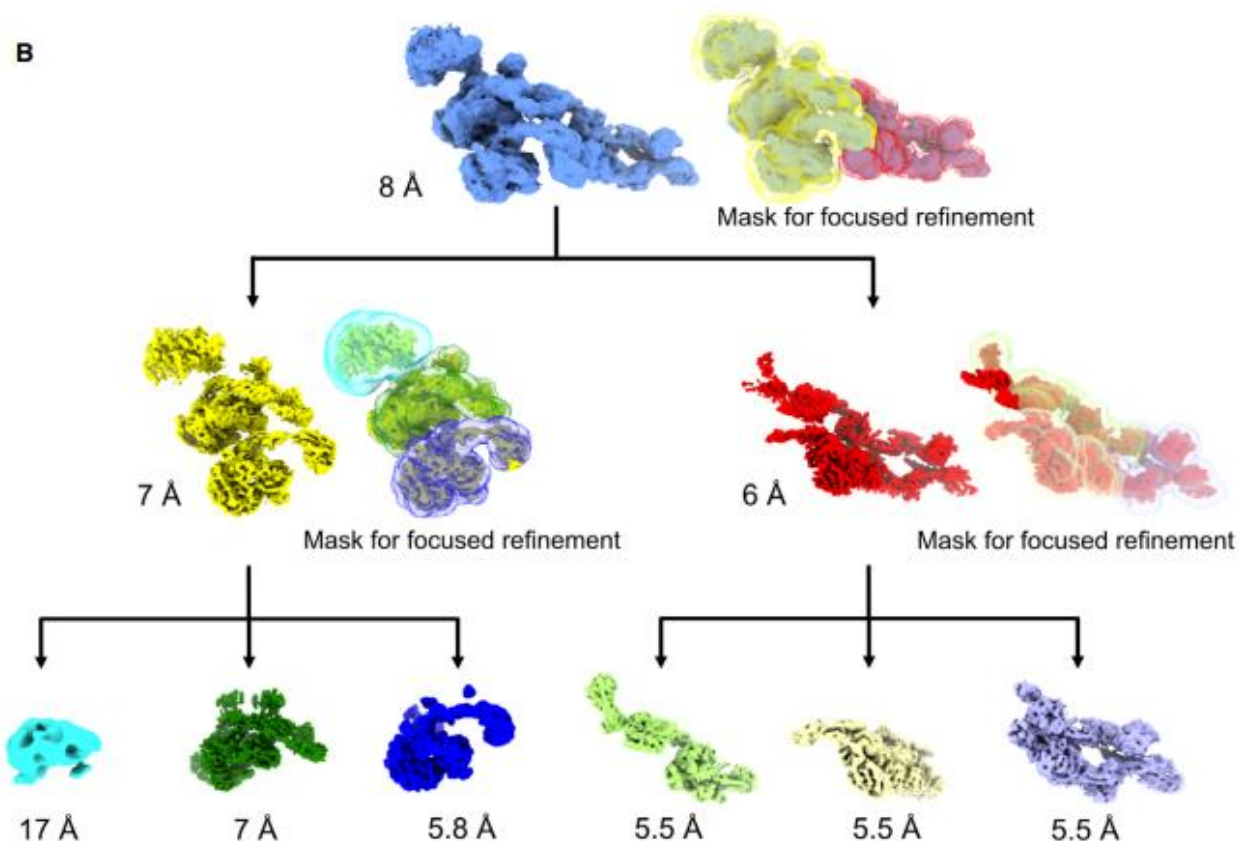 B
8 Å
Mask for focused refinement
7 Å
Mask for focused refinement
6 Å
Mask for focused refinement
17 Å
7 Å
5.8 Å
5.5 Å
5.5 Å
5.5 Å